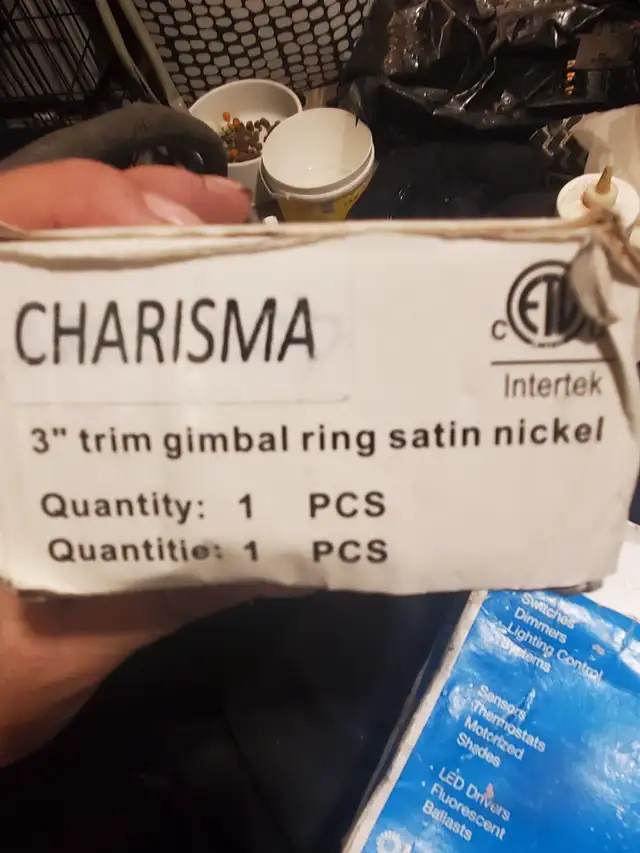 CHARISMA
C ETL
Intertek
3" trim gimbal ring satin nickel
Quantity: 1 PCS
Quantitie: 1 PCS
Switches
Dimmers
Lighting Control
Systems
Sensors
Thermostats
Motorized
Shades
LED Drivers
Fluorescent
Ballasts